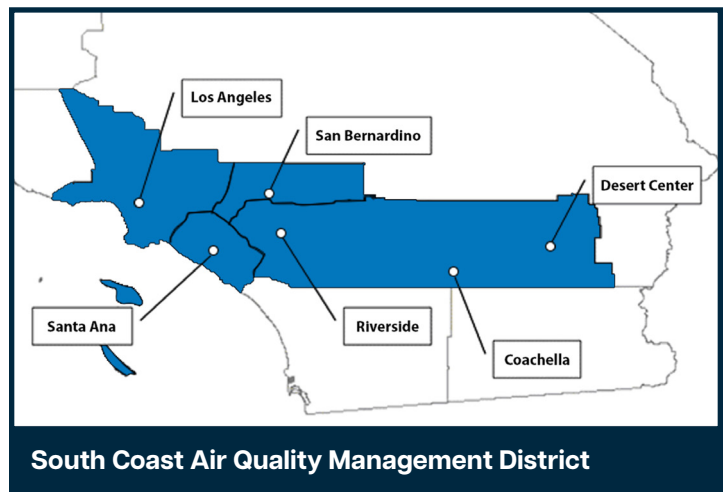 Los Angeles
San Bernardino
Desert Center
Santa Ana
Riverside
Coachella
South Coast Air Quality Management District